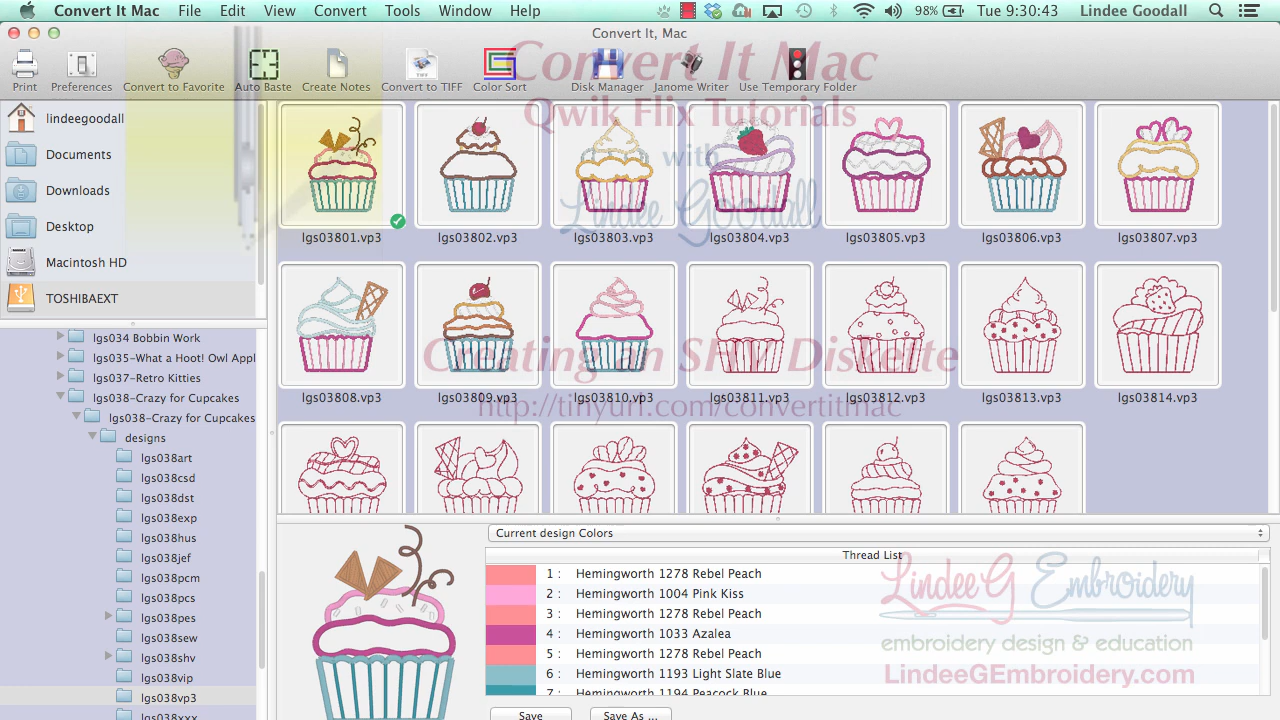 Convert It Mac File Edit View Convert Tools Window Help 98% Tue 9:30:43 Lindee Goodall
Convert It, Mac
Print Preferences Convert to Favorite Auto Baste Create Notes Convert to TIFF Color Sort Disk Manager Janome Writer Use Temporary Folder
Convert It Mac
Qwik Flix Tutorials
with
Lindee Goodall
Creating an SHV Diskette
http://tinyurl.com/convertitmac
lindeegoodall
Documents
Downloads
Desktop
Macintosh HD
TOSHIBAEXT
lgs034 Bobbin Work
lgs035-What a Hoot! Owl Appl
lgs037-Retro Kitties
lgs038-Crazy for Cupcakes
lgs038-Crazy for Cupcakes
designs
lgs038art
lgs038csd
lgs038dst
lgs038exp
lgs038hus
lgs038jef
lgs038pcm
lgs038pcs
lgs038pes
lgs038sew
lgs038shv
lgs038vip
lgs038vp3
lgs038xxx
lgs03801.vp3 lgs03802.vp3 lgs03803.vp3 lgs03804.vp3 lgs03805.vp3 lgs03806.vp3 lgs03807.vp3
lgs03808.vp3 lgs03809.vp3 lgs03810.vp3 lgs03811.vp3 lgs03812.vp3 lgs03813.vp3 lgs03814.vp3
Current design Colors
Thread List
1 : Hemingworth 1278 Rebel Peach
2 : Hemingworth 1004 Pink Kiss
3 : Hemingworth 1278 Rebel Peach
4 : Hemingworth 1033 Azalea
5 : Hemingworth 1278 Rebel Peach
6 : Hemingworth 1193 Light Slate Blue
7 : Hemingworth 1194 Peacock Blue
Save Save As ...
LindeeG Embroidery
embroidery design & education
LindeeGEmbroidery.com